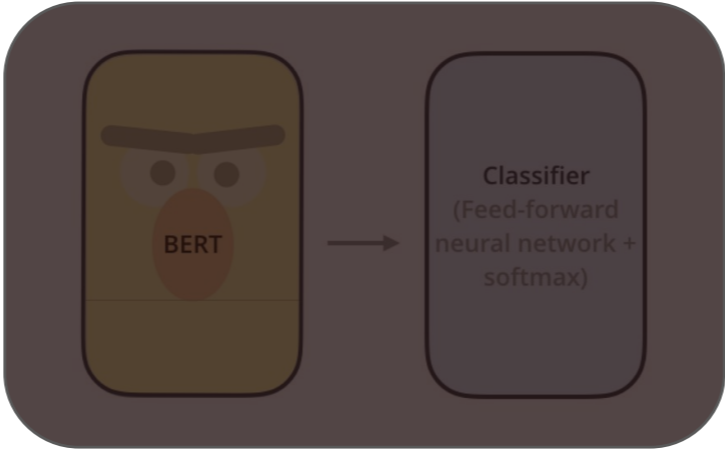 BERT
Classifier
(Feed-forward
neural network +
softmax)